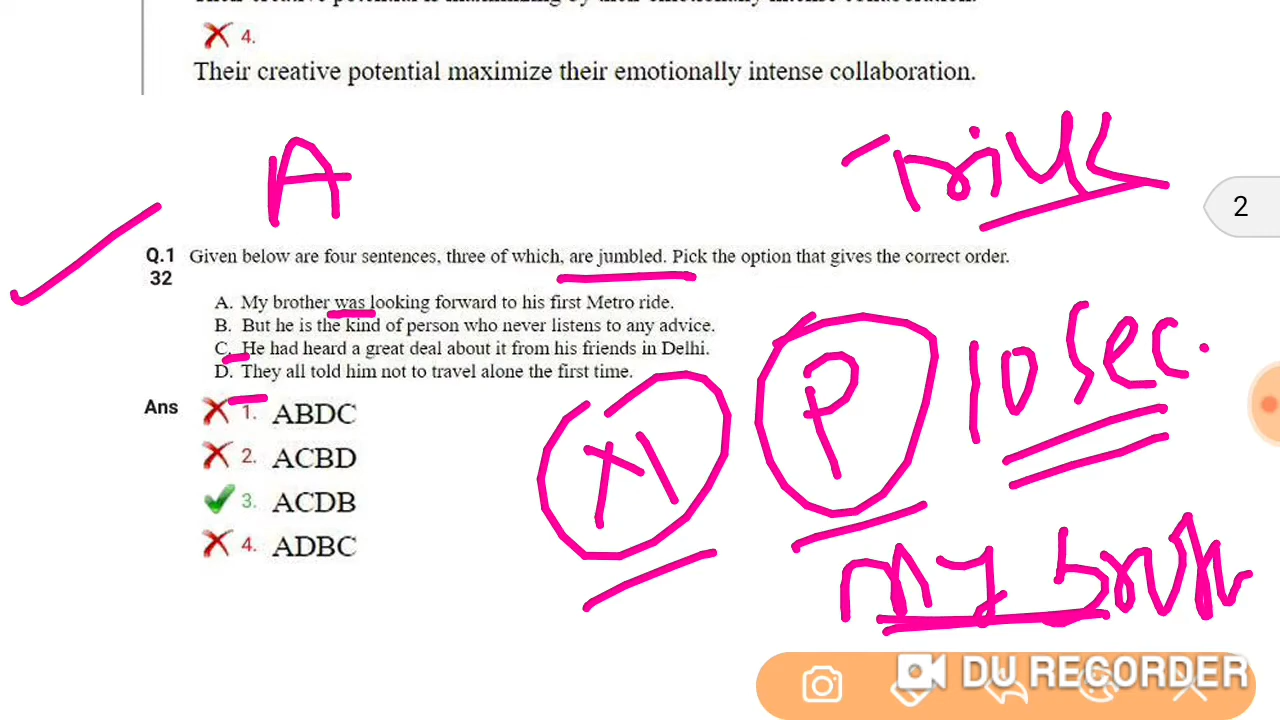 4.
Their creative potential maximize their emotionally intense collaboration.
A
Trick
2
Q.1 Given below are four sentences, three of which, are jumbled. Pick the option that gives the correct order.
32
A. My brother was looking forward to his first Metro ride.
B. But he is the kind of person who never listens to any advice.
C. He had heard a great deal about it from his friends in Delhi.
D. They all told him not to travel alone the first time.
Ans 1. ABDC
2. ACBD
3. ACDB
4. ADBC
N
P
10 sec.
my
DU RECORDER